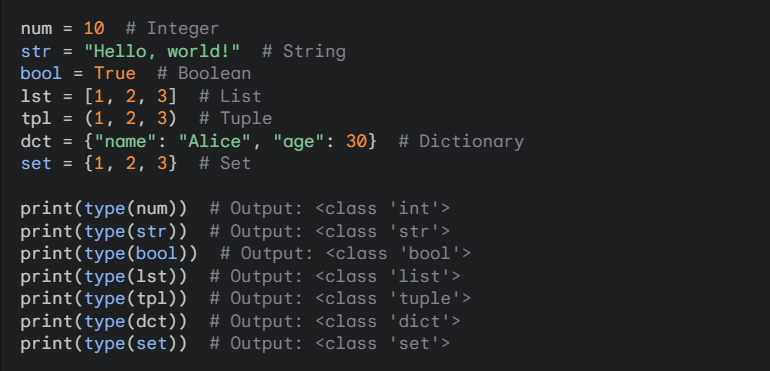 num = 10  # Integer
str = "Hello, world!"  # String
bool = True  # Boolean
lst = [1, 2, 3]  # List
tpl = (1, 2, 3)  # Tuple
dct = {"name": "Alice", "age": 30}  # Dictionary
set = {1, 2, 3}  # Set

print(type(num))  # Output: <class 'int'>
print(type(str))  # Output: <class 'str'>
print(type(bool))  # Output: <class 'bool'>
print(type(lst))  # Output: <class 'list'>
print(type(tpl))  # Output: <class 'tuple'>
print(type(dct))  # Output: <class 'dict'>
print(type(set))  # Output: <class 'set'>